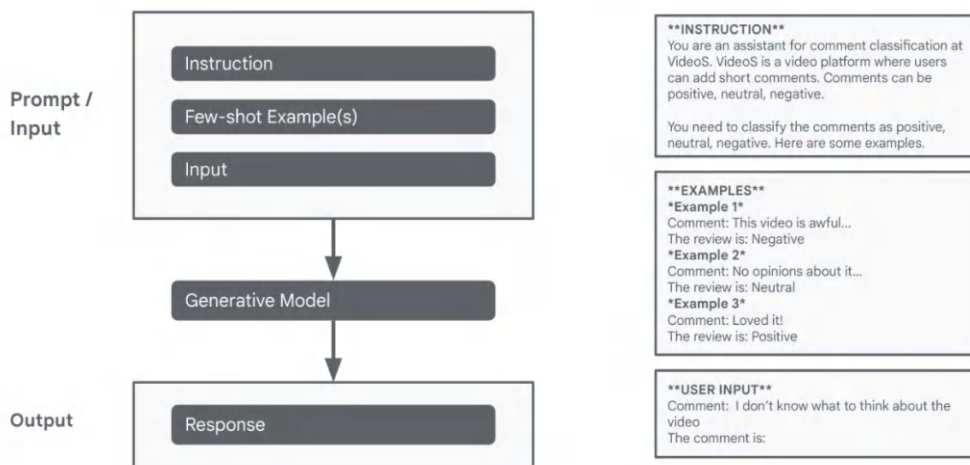 Prompt /
Input
Instruction
Few-shot Example(s)
Input
Generative Model
Output
Response
**INSTRUCTION**
You are an assistant for comment classification at
VideoS. VideoS is a video platform where users
can add short comments. Comments can be
positive, neutral, negative.
You need to classify the comments as positive,
neutral, negative. Here are some examples.
**EXAMPLES**
*Example 1*
Comment: This video is awful...
The review is: Negative
*Example 2*
Comment: No opinions about it...
The review is: Neutral
*Example 3*
Comment: Loved it!
The review is: Positive
**USER INPUT**
Comment: I don't know what to think about the
video
The comment is: